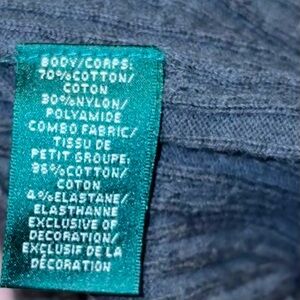 BODY/CORPS:
70%COTTON/
COTON
30%NYLON/
POLYAMIDE
COMBO FABRIC/
TISSU DE
PETIT GROUPE:
96%COTTON/
COTON
4%ELASTANE/
ELASTHANNE
EXCLUSIVE OF
DECORATION/
EXCLUSIF DE LA
DÉCORATION